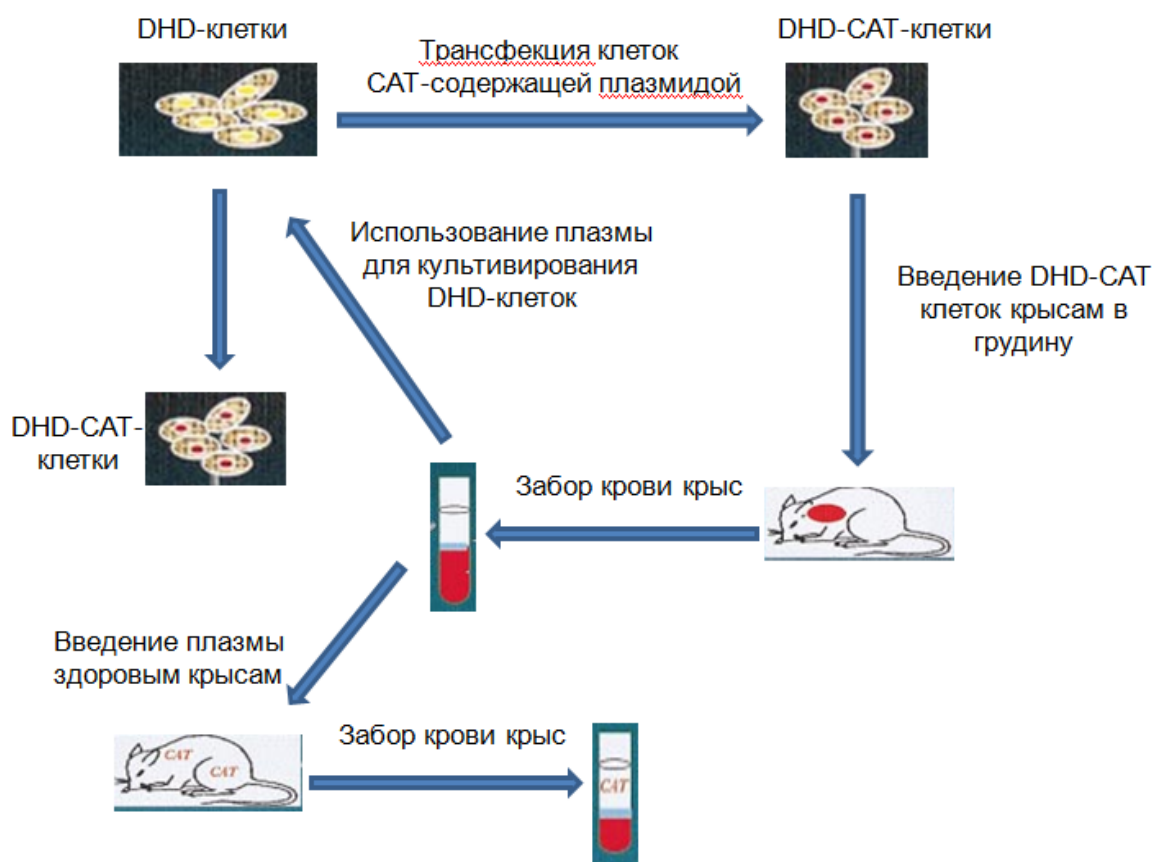 DHD-клетки
DHD-CAT-клетки
Трансфекция клеток
CAT-содержащей плазмидой
Использование плазмы
для культивирования
DHD-клеток
Введение DHD-CAT
клеток крысам в
грудину
DHD-CAT-
клетки
Забор крови крыс
Введение плазмы
здоровым крысам
Забор крови крыс
CAT
CAT
CAT